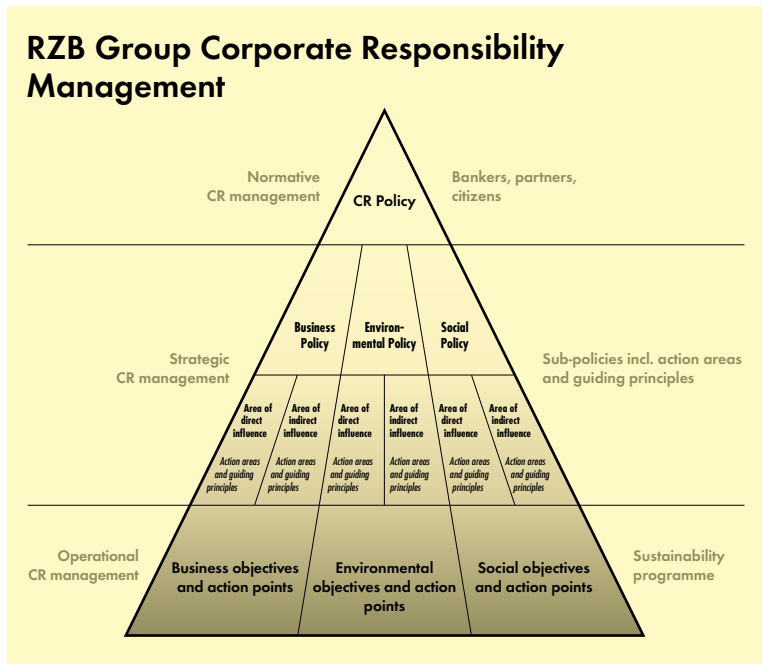 RZB Group Corporate Responsibility
Management
Normative
CR management
CR Policy
Bankers, partners,
citizens
Strategic
CR management
Business
Policy
Environ-
mental Policy
Social
Policy
Sub-policies incl. action areas
and guiding principles
Area of
direct
influence
Area of
indirect
influence
Area of
direct
influence
Area of
indirect
influence
Area of
direct
influence
Area of
indirect
influence
Action areas
and guiding
principles
Action areas
and guiding
principles
Action areas
and guiding
principles
Action areas
and guiding
principles
Action areas
and guiding
principles
Action areas
and guiding
principles
Operational
CR management
Business objectives
and action points
Environmental
objectives and action
points
Social objectives
and action points
Sustainability
programme